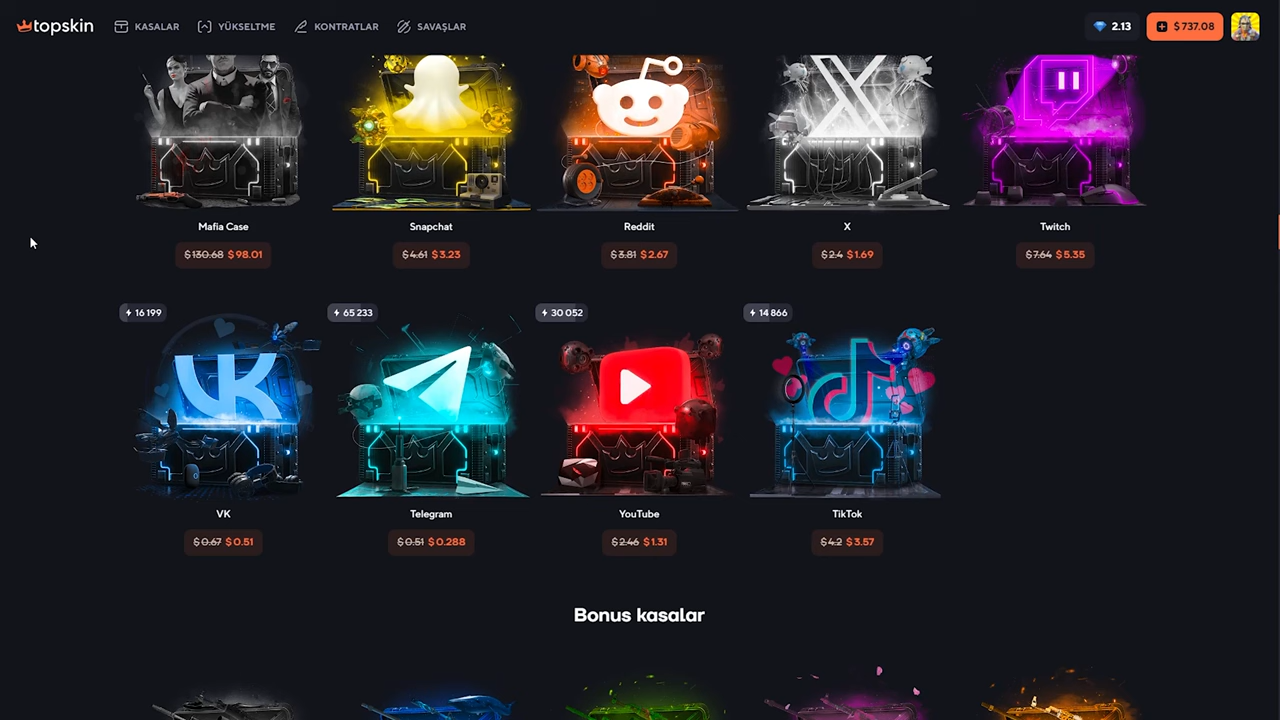 topskin KASALAR YÜKSELTME KONTRATLAR SAVAŞLAR 2.13 $737.08
Mafia Case Snapchat Reddit X Twitch
$130.68 $98.01 $4.61 $3.23 $3.81 $2.67 $2.4 $1.69 $7.64 $5.35
16 199 65 233 30 052 14 866
VK
VK Telegram YouTube TikTok
$0.67 $0.51 $0.51 $0.288 $2.46 $1.31 $4.2 $3.57
Bonus kasalar